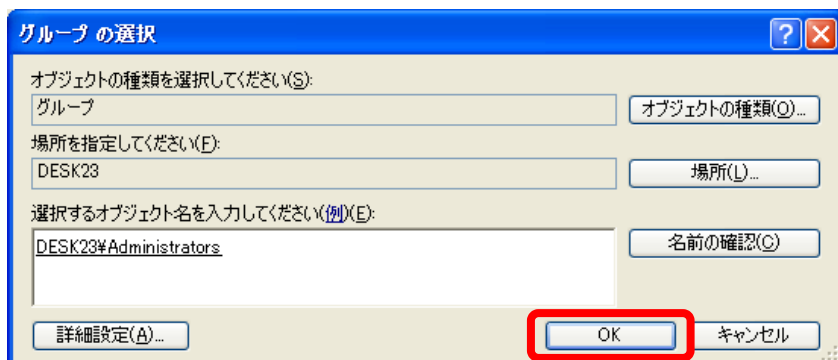 グループ の選択
オブジェクトの種類を選択してください(S):
グループ
オブジェクトの種類(O)...
場所を指定してください(F):
DESK23
場所(L)...
選択するオブジェクト名を入力してください(例)(E):
DESK23¥Administrators
名前の確認(C)
詳細設定(A)...
OK
キャンセル